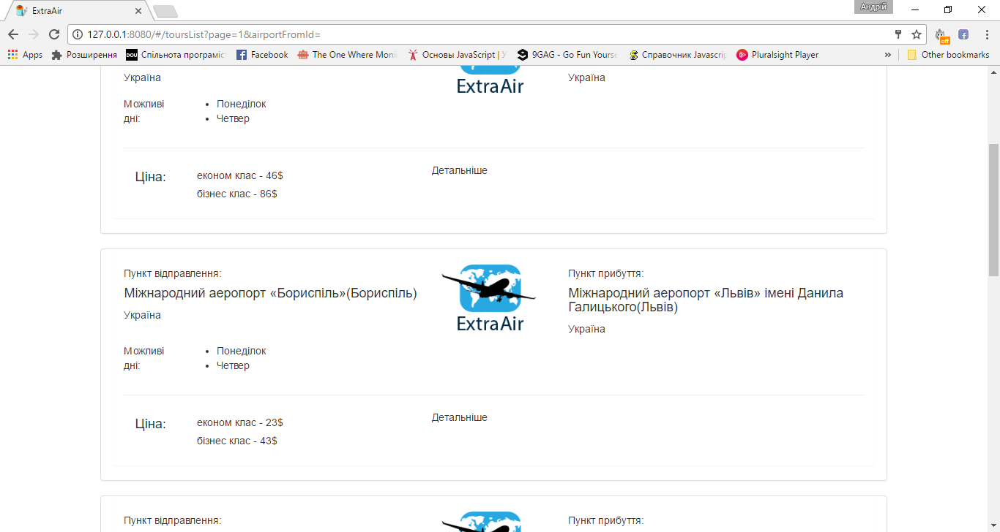 ExtraAir
Андрій
127.0.0.1:8080/#/toursList?page=1&airportFromId=
off
Apps
Розширення
DOU
Спільнота програміс
Facebook
The One Where Moni
Основы JavaScript | У
9GAG - Go Fun Yourse
Справочник Javascrip
Pluralsight Player
»
Other bookmarks
Україна
ExtraAir
Україна
Можливі
дні:
• Понеділок
• Четвер
Ціна:
економ клас - 46$
бізнес клас - 86$
Детальніше
Пункт відправлення:
Міжнародний аеропорт «Бориспіль»(Бориспіль)
Україна
ExtraAir
Пункт прибуття:
Міжнародний аеропорт «Львів» імені Данила
Галицького(Львів)
Україна
Можливі
дні:
• Понеділок
• Четвер
Ціна:
економ клас - 23$
бізнес клас - 43$
Детальніше
Пункт відправлення:
Пункт прибуття: